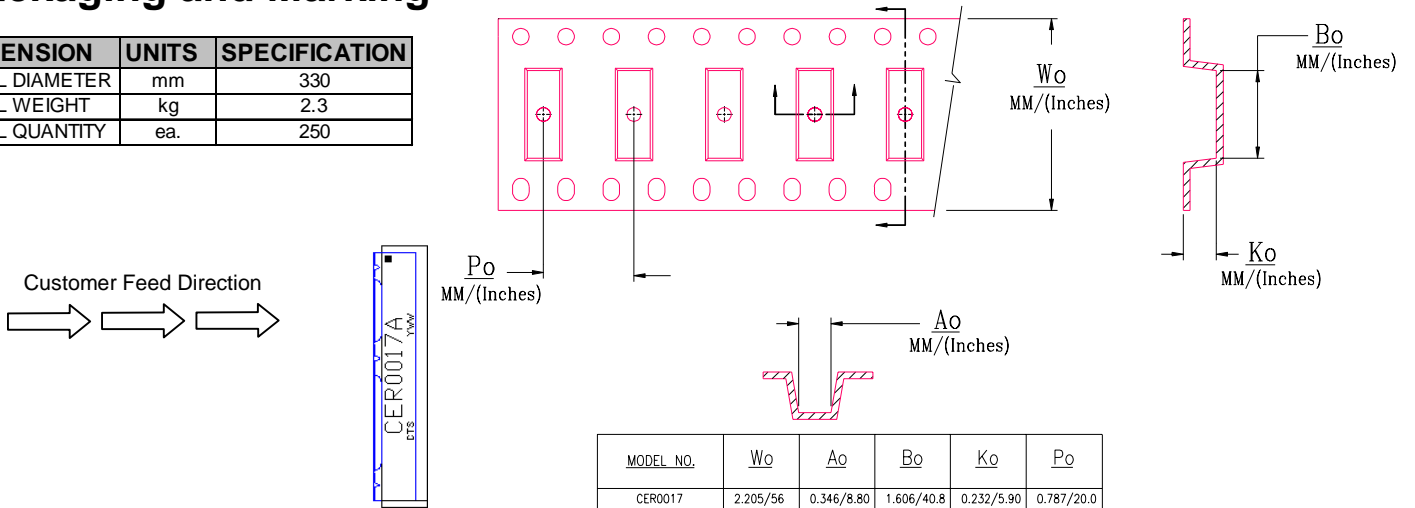 ENSION UNITS SPECIFICATION
L DIAMETER mm 330
L WEIGHT kg 2.3
L QUANTITY ea. 250
Wo
MM/(Inches)
Bo
MM/(Inches)
Po
MM/(Inches)
Ko
MM/(Inches)
Customer Feed Direction
CER0017A
YWW
DTS
Ao
MM/(Inches)
MODEL NO. Wo Ao Bo Ko Po
CER0017 2.205/56 0.346/8.80 1.606/40.8 0.232/5.90 0.787/20.0